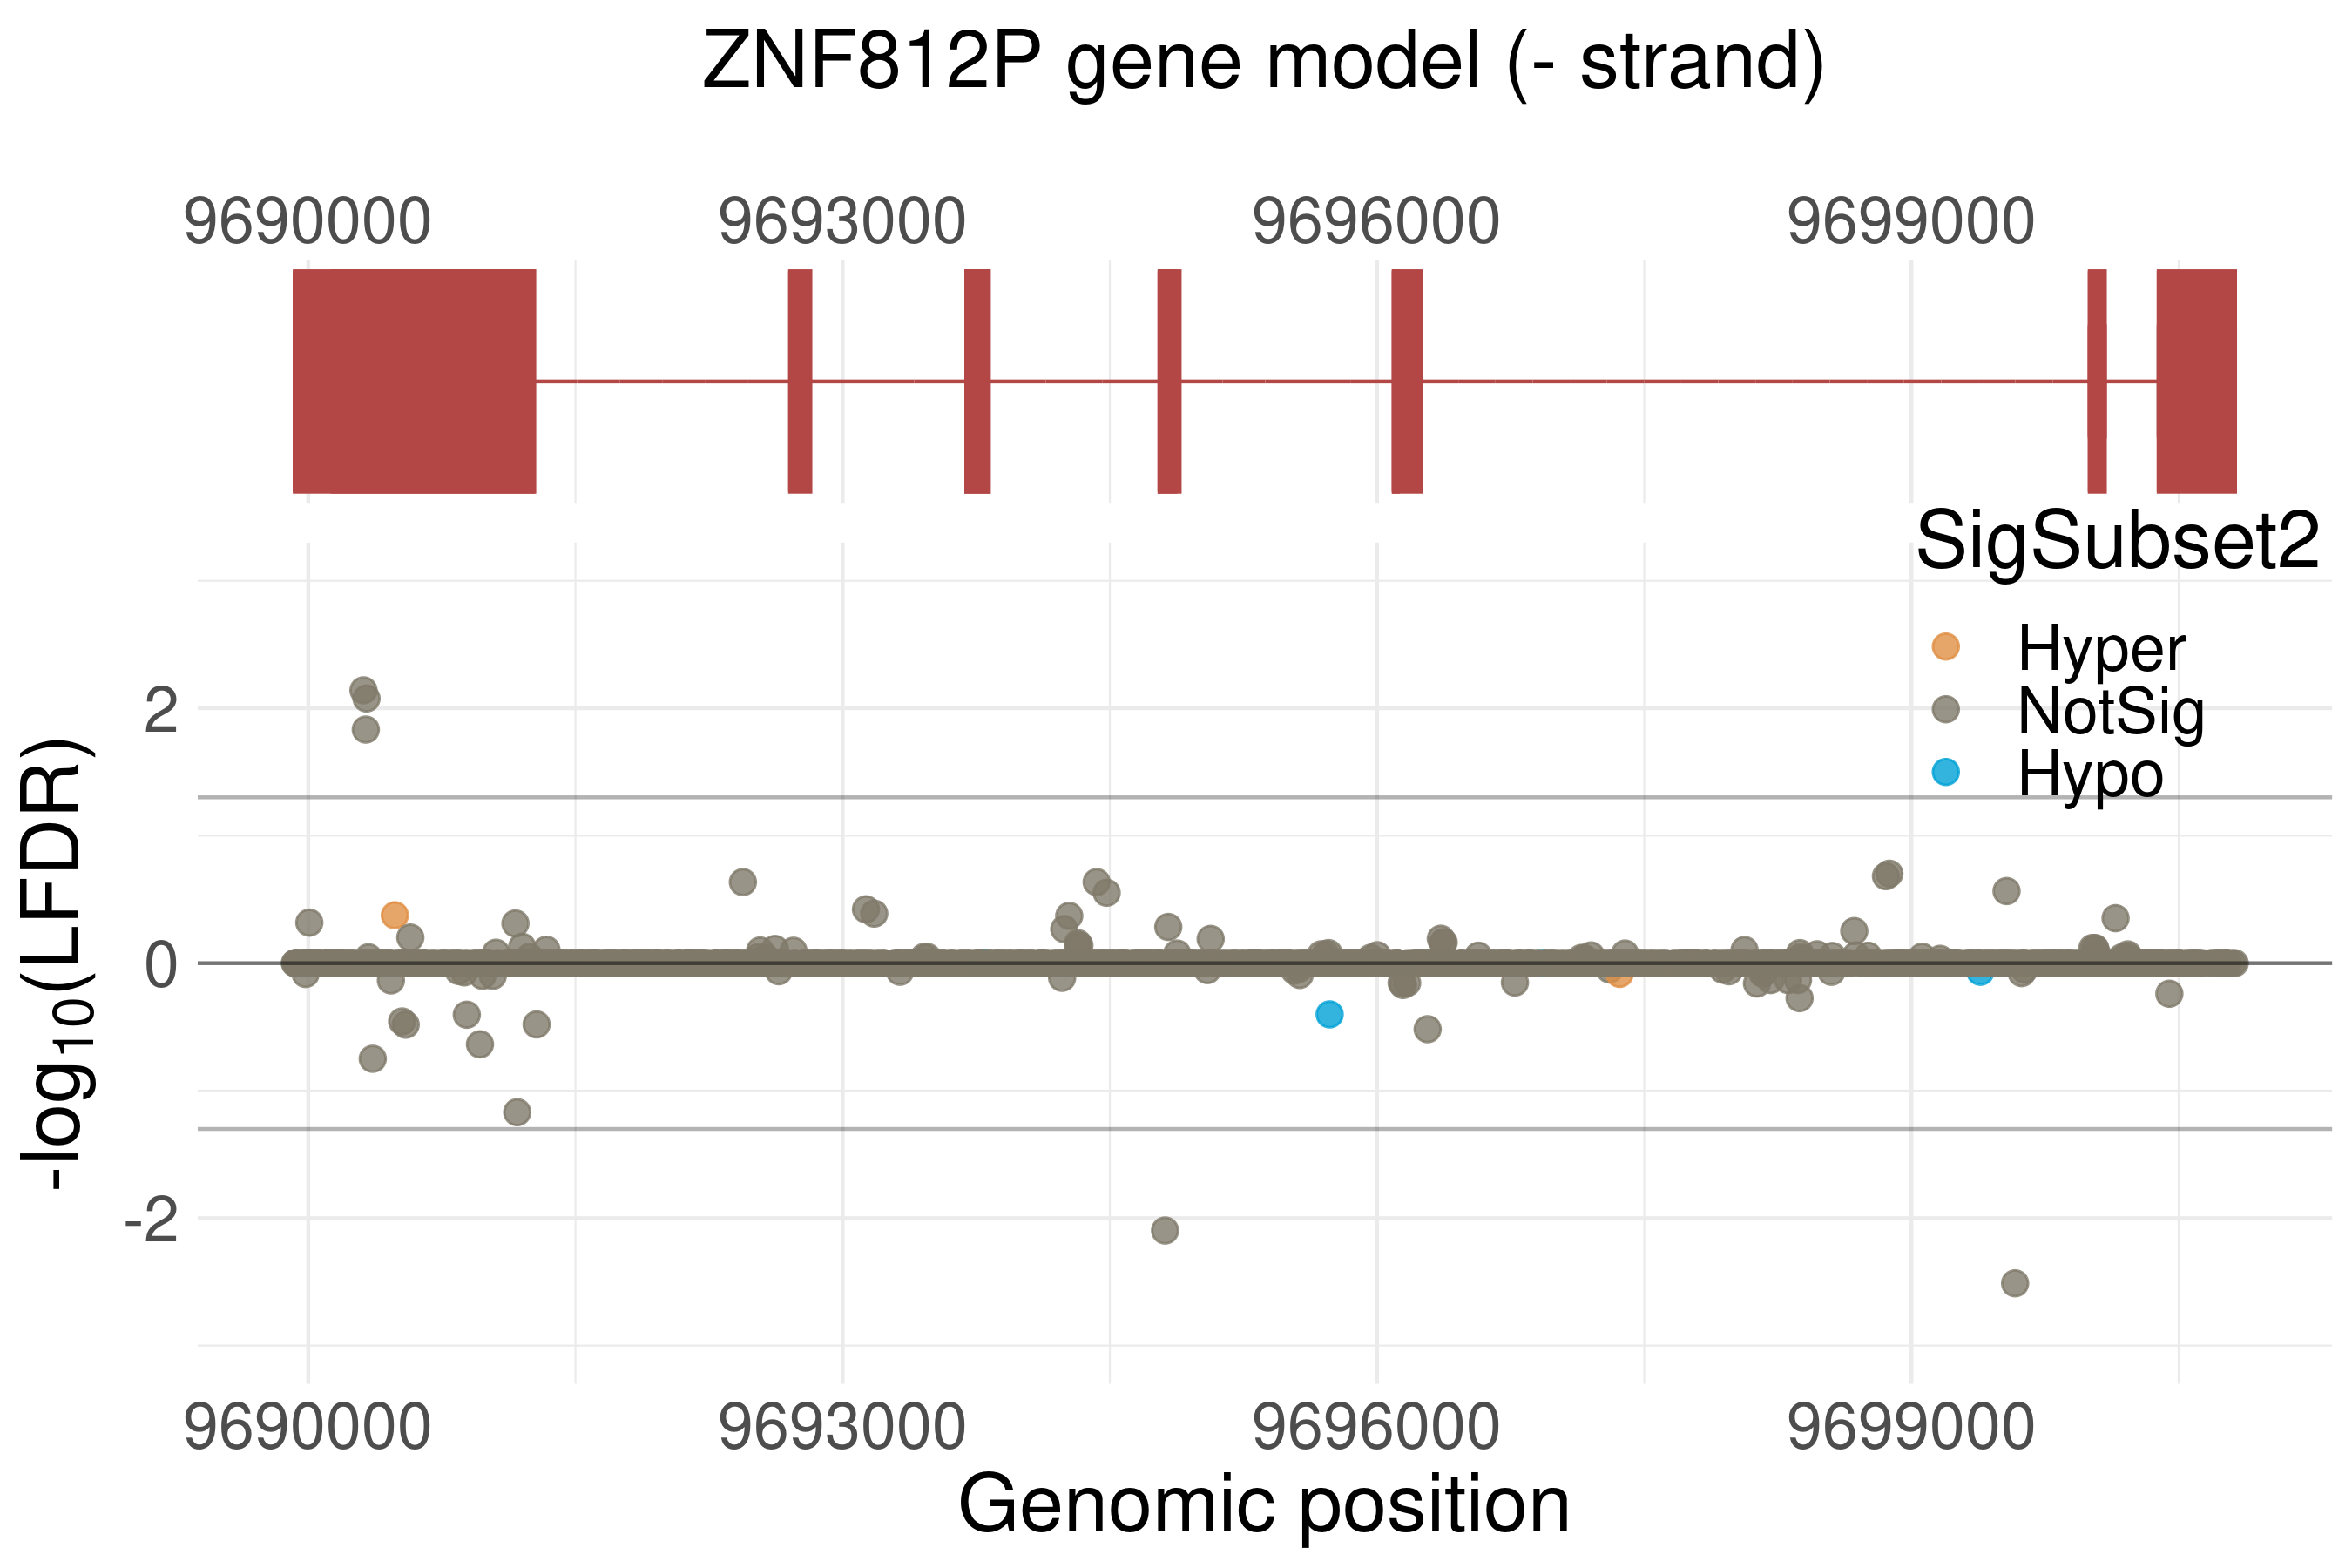 ZNF812P gene model (- strand)
9690000 9693000 9696000 9699000
SigSubset2
Hyper
NotSig
Hypo
2
0
-2
-log10(LFDR)
9690000 9693000 9696000 9699000
Genomic position